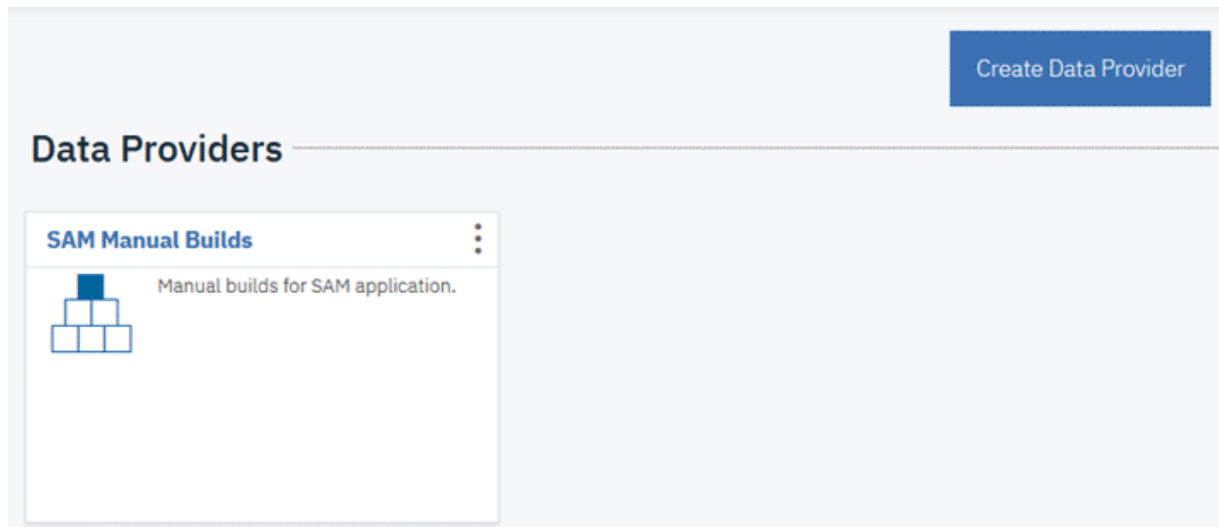 Create Data Provider
Data Providers
SAM Manual Builds
Manual builds for SAM application.